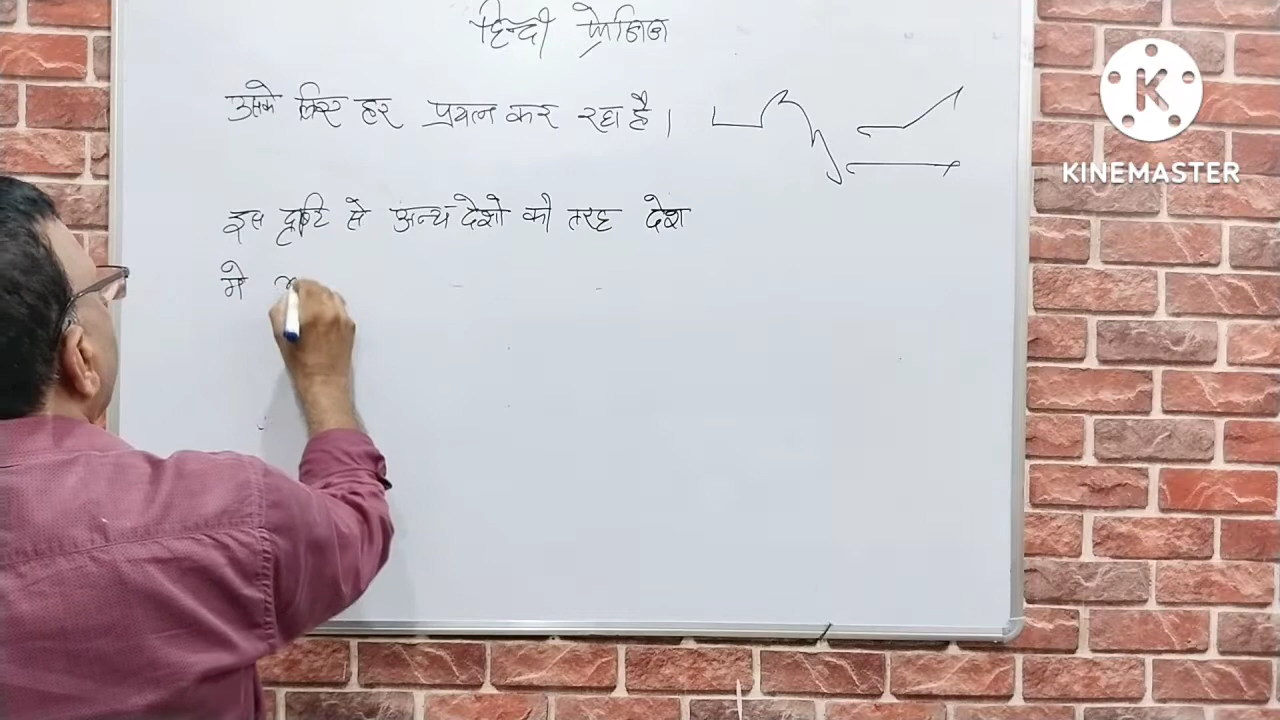 हिन्दी फ्रेजिज
उसके लिए हर प्रयत्न कर रहा है।
इस दृष्टि से अन्य देशो की तरह देश
मे
KINEMASTER